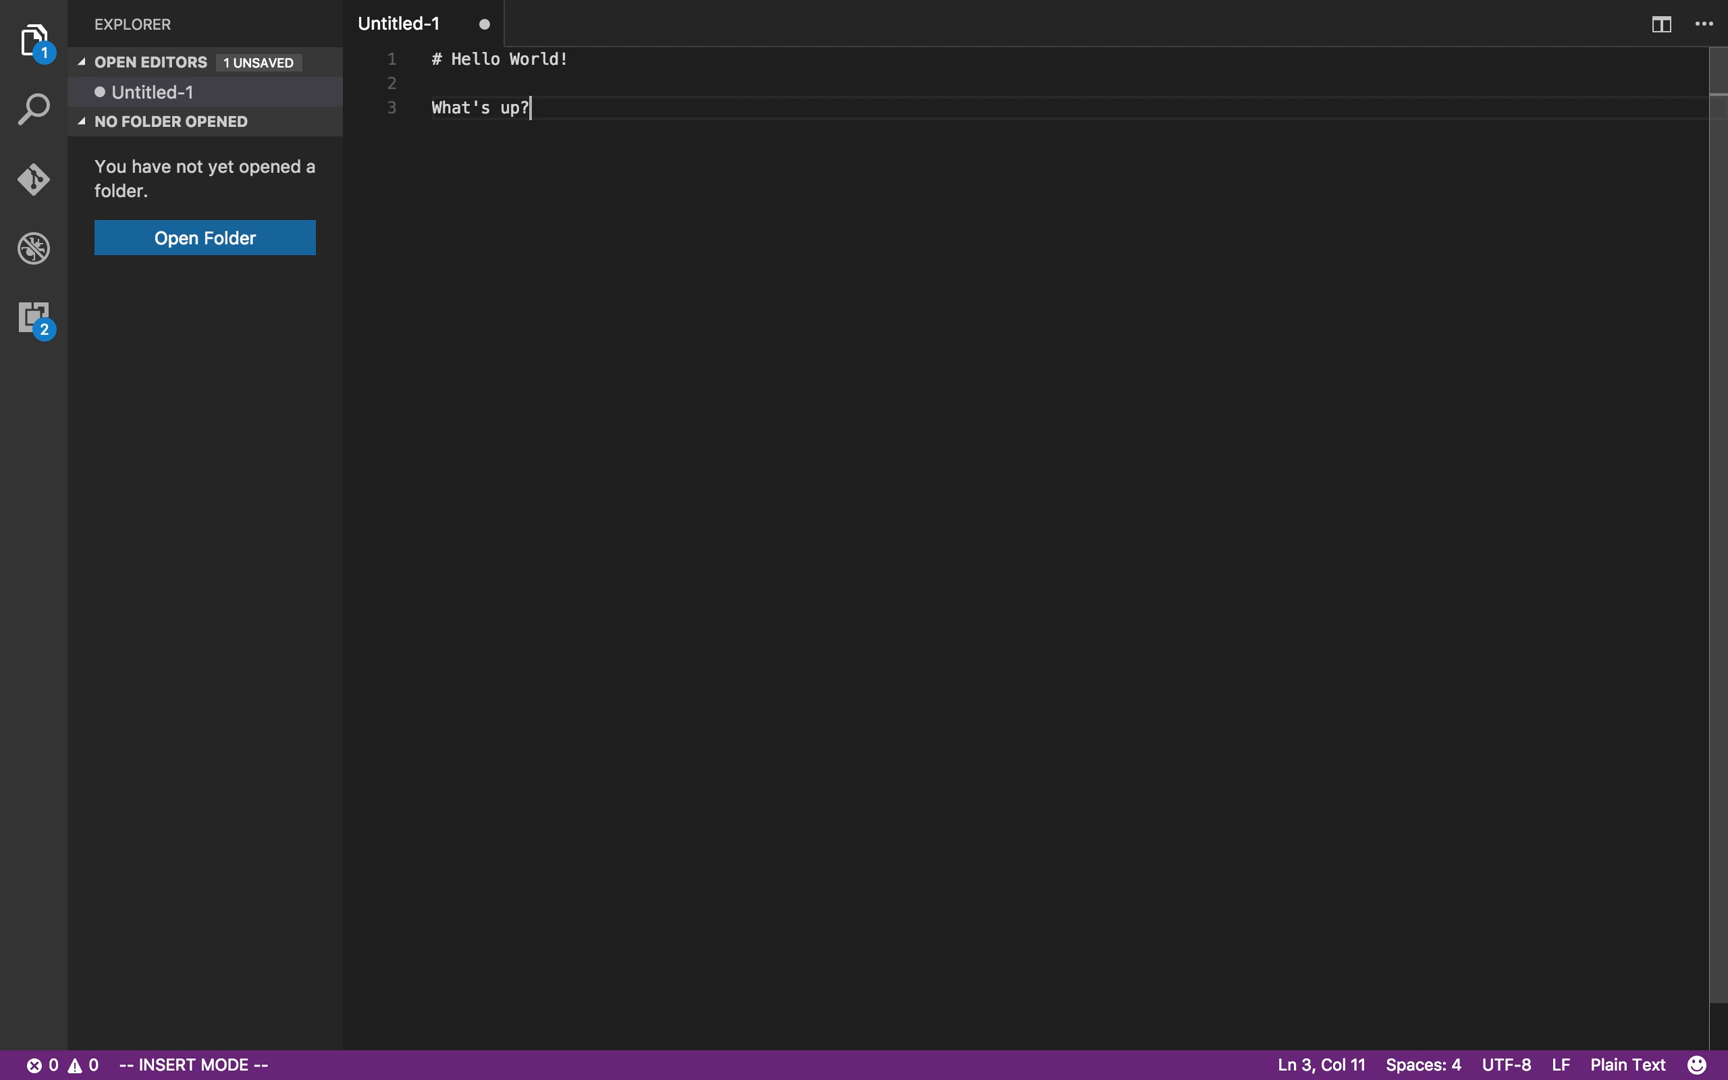 1
2
EXPLORER
OPEN EDITORS 1 UNSAVED
Untitled-1
NO FOLDER OPENED
You have not yet opened a
folder.
Open Folder
Untitled-1
1 # Hello World!
2
3 What's up?
0 0 -- INSERT MODE --
Ln 3, Col 11 Spaces: 4 UTF-8 LF Plain Text